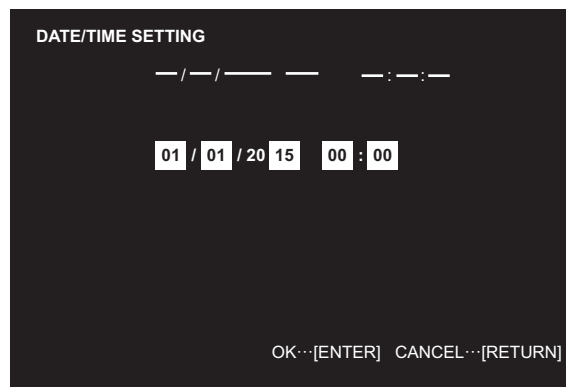 DATE/TIME SETTING
—/—/—— —— —:—:—
01 / 01 / 20 15 00 : 00
OK···[ENTER] CANCEL···[RETURN]